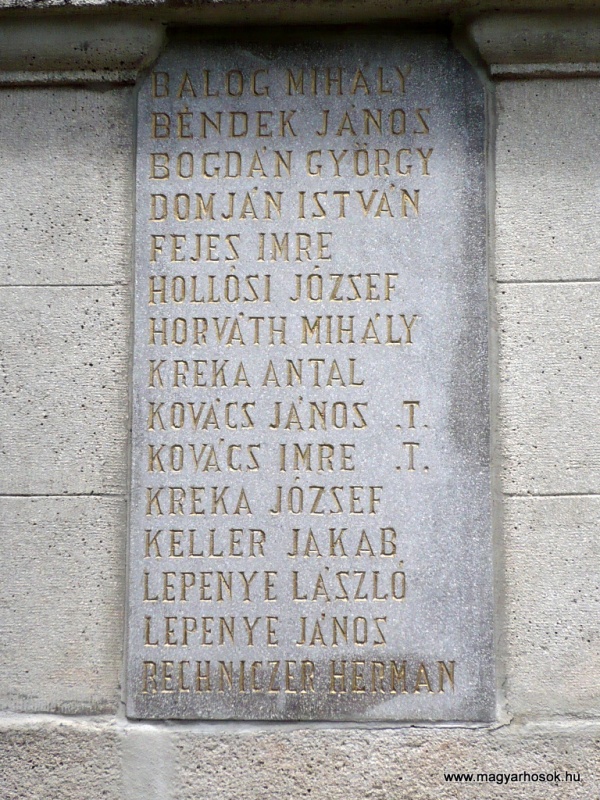 BALOG MIHÁLY
BENDEK JÁNOS
BOGDÁN GYÖRGY
DOMJÁN ISTVÁN
FEJES IMRE
HOLLÓSI JÓZSEF
HORVÁTH MIHÁLY
KREKA ANTAL
KOVÁCS JÁNOS .T.
KOVÁCS IMRE .T.
KREKA JÓZSEF
KELLER JAKAB
LEPENYE LÁSZLÓ
LEPENYE JÁNOS
RECHNICZER HERMAN
www.magyarhosok.hu